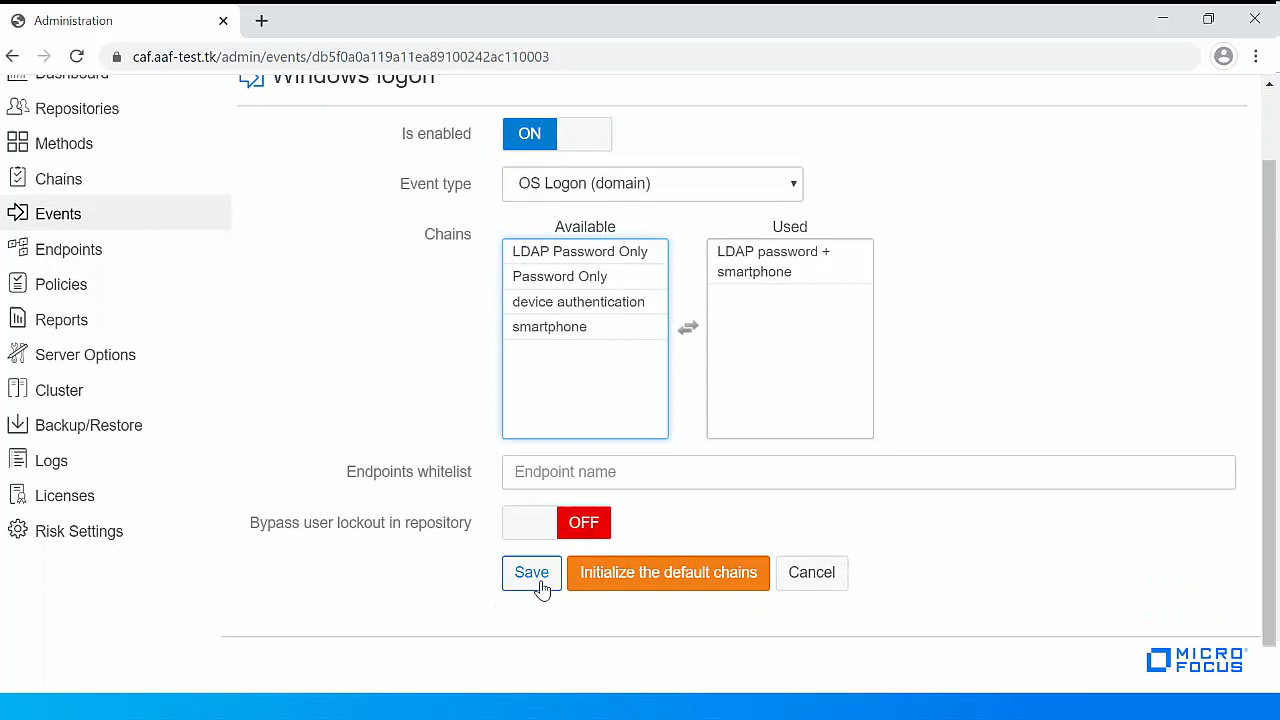 Administration
caf.aaf-test.tk/admin/events/db5f0a0a119a11ea89100242ac110003
Dashboard
Windows logon
Repositories
Methods
Chains
Events
Endpoints
Policies
Reports
Server Options
Cluster
Backup/Restore
Logs
Licenses
Risk Settings
Is enabled
ON
Event type
OS Logon (domain)
Chains
Available
Used
LDAP Password Only
Password Only
device authentication
smartphone
LDAP password +
smartphone
Endpoints whitelist
Endpoint name
Bypass user lockout in repository
OFF
Save
Initialize the default chains
Cancel
MICRO
FOCUS